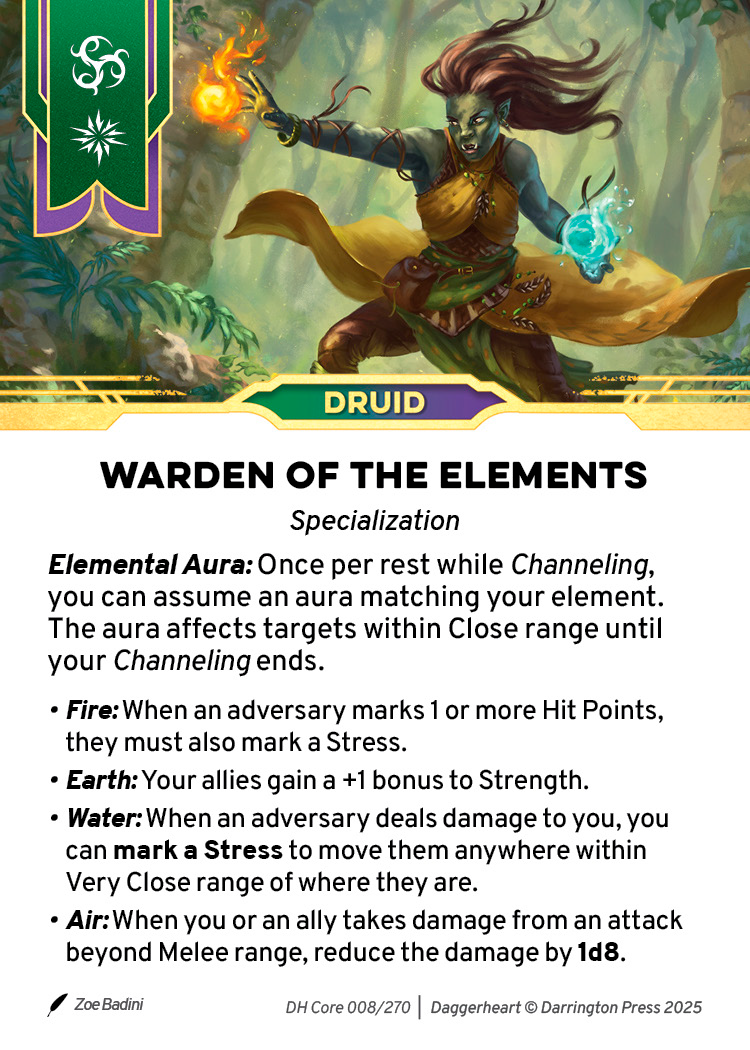 DRUID
WARDEN OF THE ELEMENTS
Specialization
Elemental Aura: Once per rest while Channeling,
you can assume an aura matching your element.
The aura affects targets within Close range until
your Channeling ends.
• Fire: When an adversary marks 1 or more Hit Points,
they must also mark a Stress.
• Earth: Your allies gain a +1 bonus to Strength.
• Water: When an adversary deals damage to you, you
can mark a Stress to move them anywhere within
Very Close range of where they are.
• Air: When you or an ally takes damage from an attack
beyond Melee range, reduce the damage by 1d8.
Zoe Badini DH Core 008/270 | Daggerheart © Darrington Press 2025